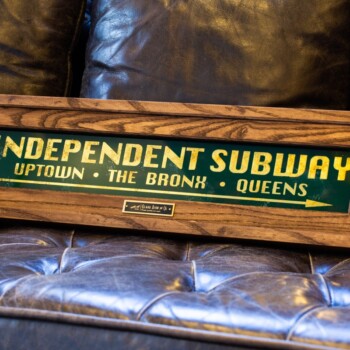 INDEPENDENT SUBWAY
UPTOWN • THE BRONX • QUEENS